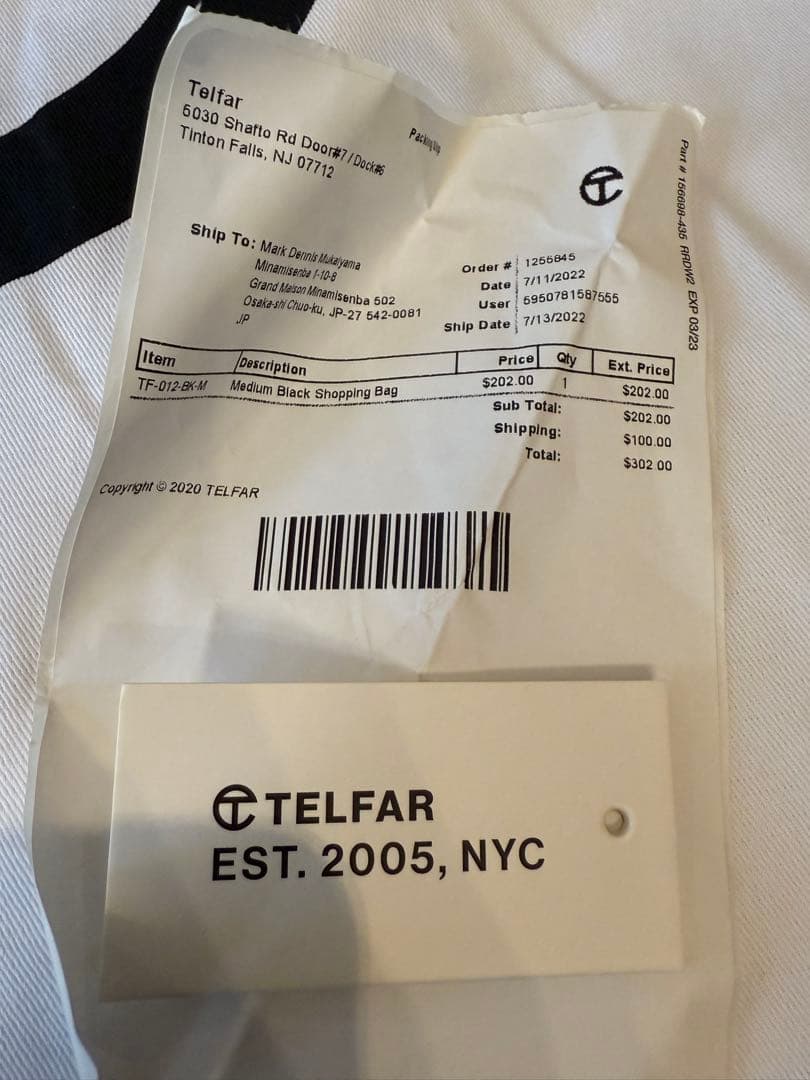 Telfar
5030 Shafto Rd Door#7/Dock#6
Tinton Falls, NJ 07712
Packing Slip
Part # 156698-435 RRDW2 EXP 03/23
Ship To: Mark Dennis Mukaiyama
Minamisenba 1-10-8
Grand Maison Minamisenba 502
Osaka-shi Chuo-ku, JP-27 542-0081
JP
Order # 1255845
Date 7/11/2022
User 5950781587555
Ship Date 7/13/2022
Item Description Price Qty Ext. Price
TF-012-BK-M Medium Black Shopping Bag $202.00 1 $202.00
Sub Total: $202.00
Shipping: $100.00
Total: $302.00
Copyright © 2020 TELFAR
TELFAR
EST. 2005, NYC